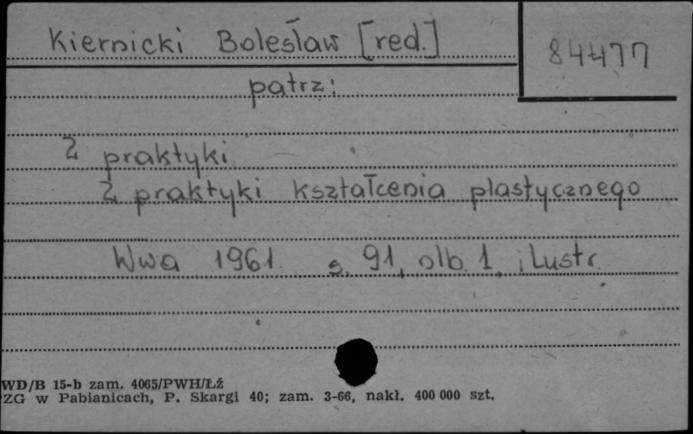 Kiernicki Bolesław [red.]
84477
patrz:
Z praktyki
Z praktyki kształcenia plastycznego
Wwa 1961. s. 91, nlb. 1, ilustr.
WD/B 15-b zam. 4065/PWH/Łź
ZG w Pabianicach, P. Skargi 40; zam. 3-66, nakł. 400 000 szt.